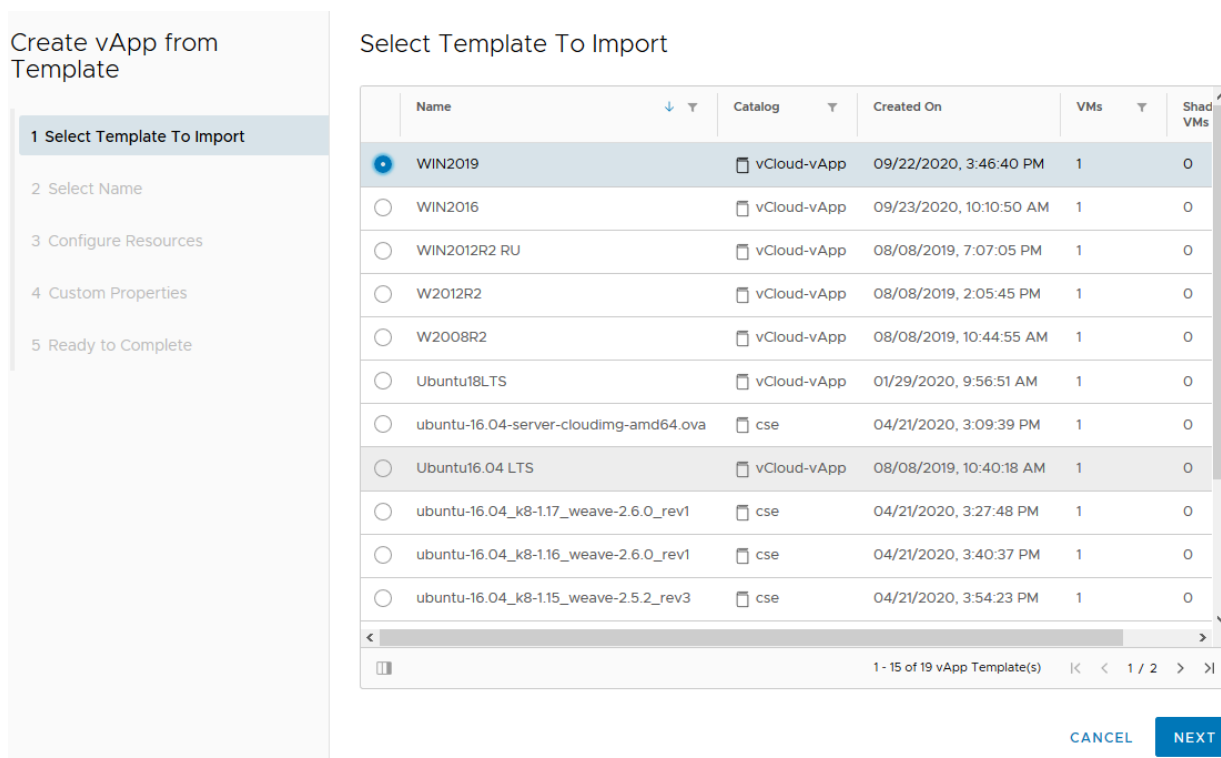 Create vApp from
Template
1 Select Template To Import
2 Select Name
3 Configure Resources
4 Custom Properties
5 Ready to Complete
Select Template To Import
Name Catalog Created On VMs Shad
VMs
WIN2019 vCloud-vApp 09/22/2020, 3:46:40 PM 1 0
WIN2016 vCloud-vApp 09/23/2020, 10:10:50 AM 1 0
WIN2012R2 RU vCloud-vApp 08/08/2019, 7:07:05 PM 1 0
W2012R2 vCloud-vApp 08/08/2019, 2:05:45 PM 1 0
W2008R2 vCloud-vApp 08/08/2019, 10:44:55 AM 1 0
Ubuntu18LTS vCloud-vApp 01/29/2020, 9:56:51 AM 1 0
ubuntu-16.04-server-cloudimg-amd64.ova cse 04/21/2020, 3:09:39 PM 1 0
Ubuntu16.04 LTS vCloud-vApp 08/08/2019, 10:40:18 AM 1 0
ubuntu-16.04_k8-1.17_weave-2.6.0_rev1 cse 04/21/2020, 3:27:48 PM 1 0
ubuntu-16.04_k8-1.16_weave-2.6.0_rev1 cse 04/21/2020, 3:40:37 PM 1 0
ubuntu-16.04_k8-1.15_weave-2.5.2_rev3 cse 04/21/2020, 3:54:23 PM 1 0
1 - 15 of 19 vApp Template(s) 1 / 2
CANCEL NEXT